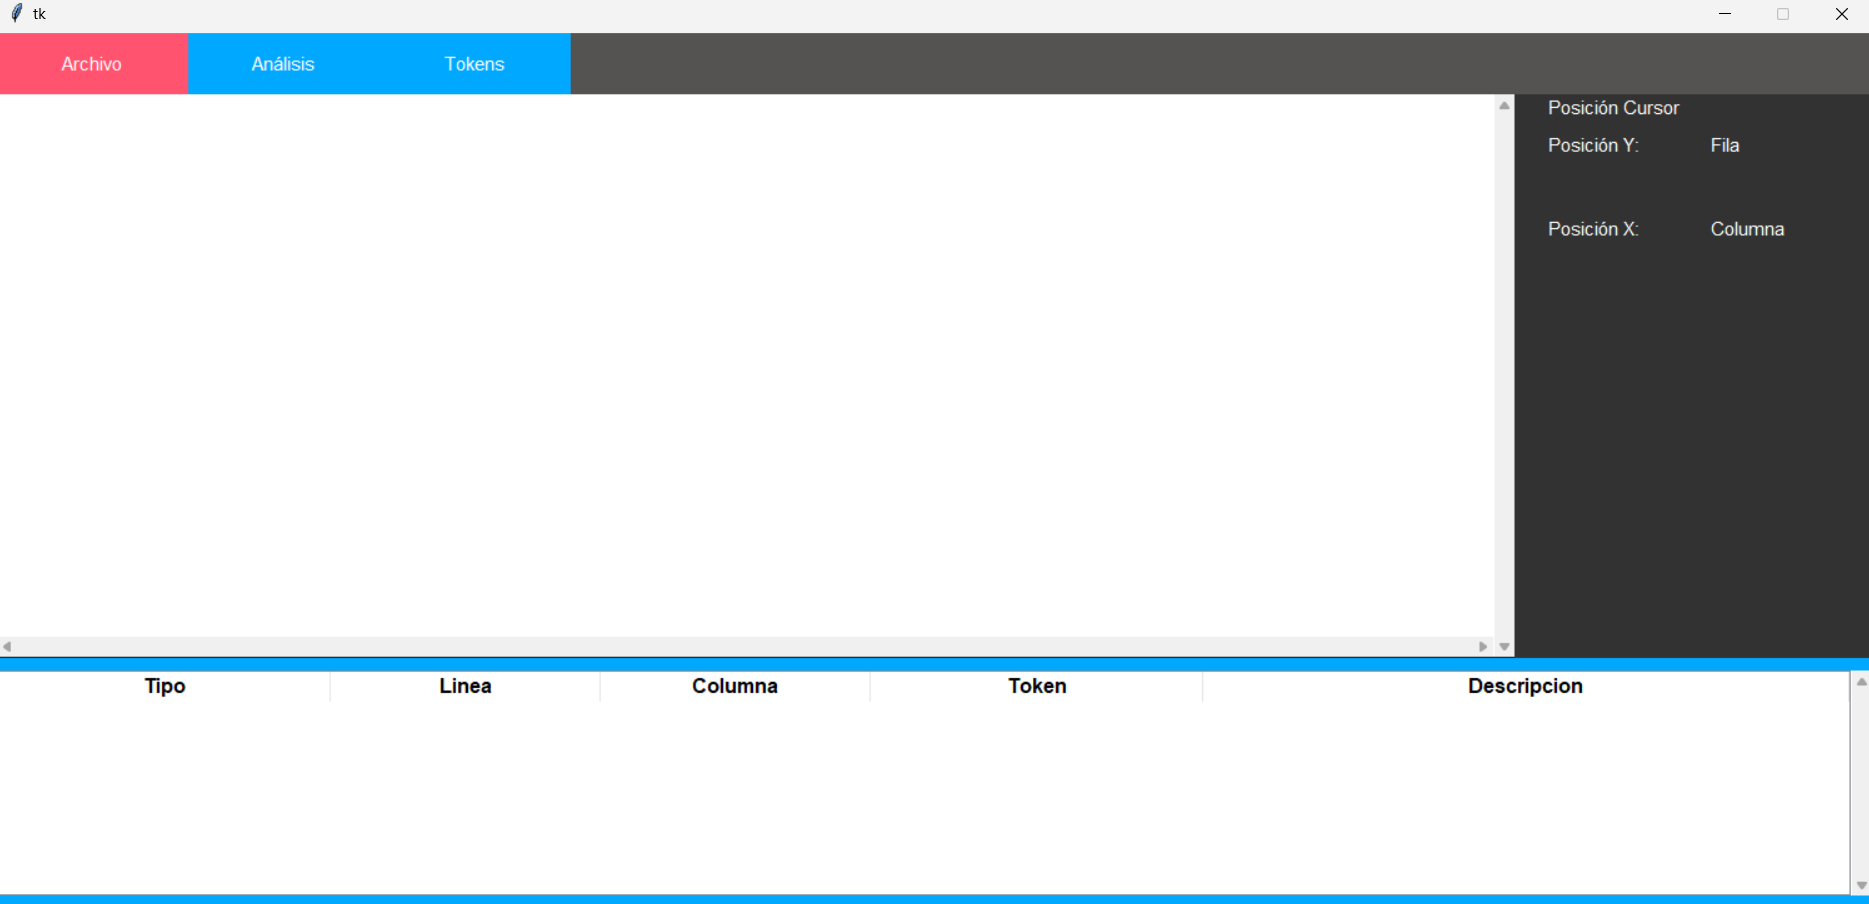 tk
Archivo Análisis Tokens
Posición Cursor
Posición Y: Fila
Posición X: Columna
Tipo Linea Columna Token Descripcion